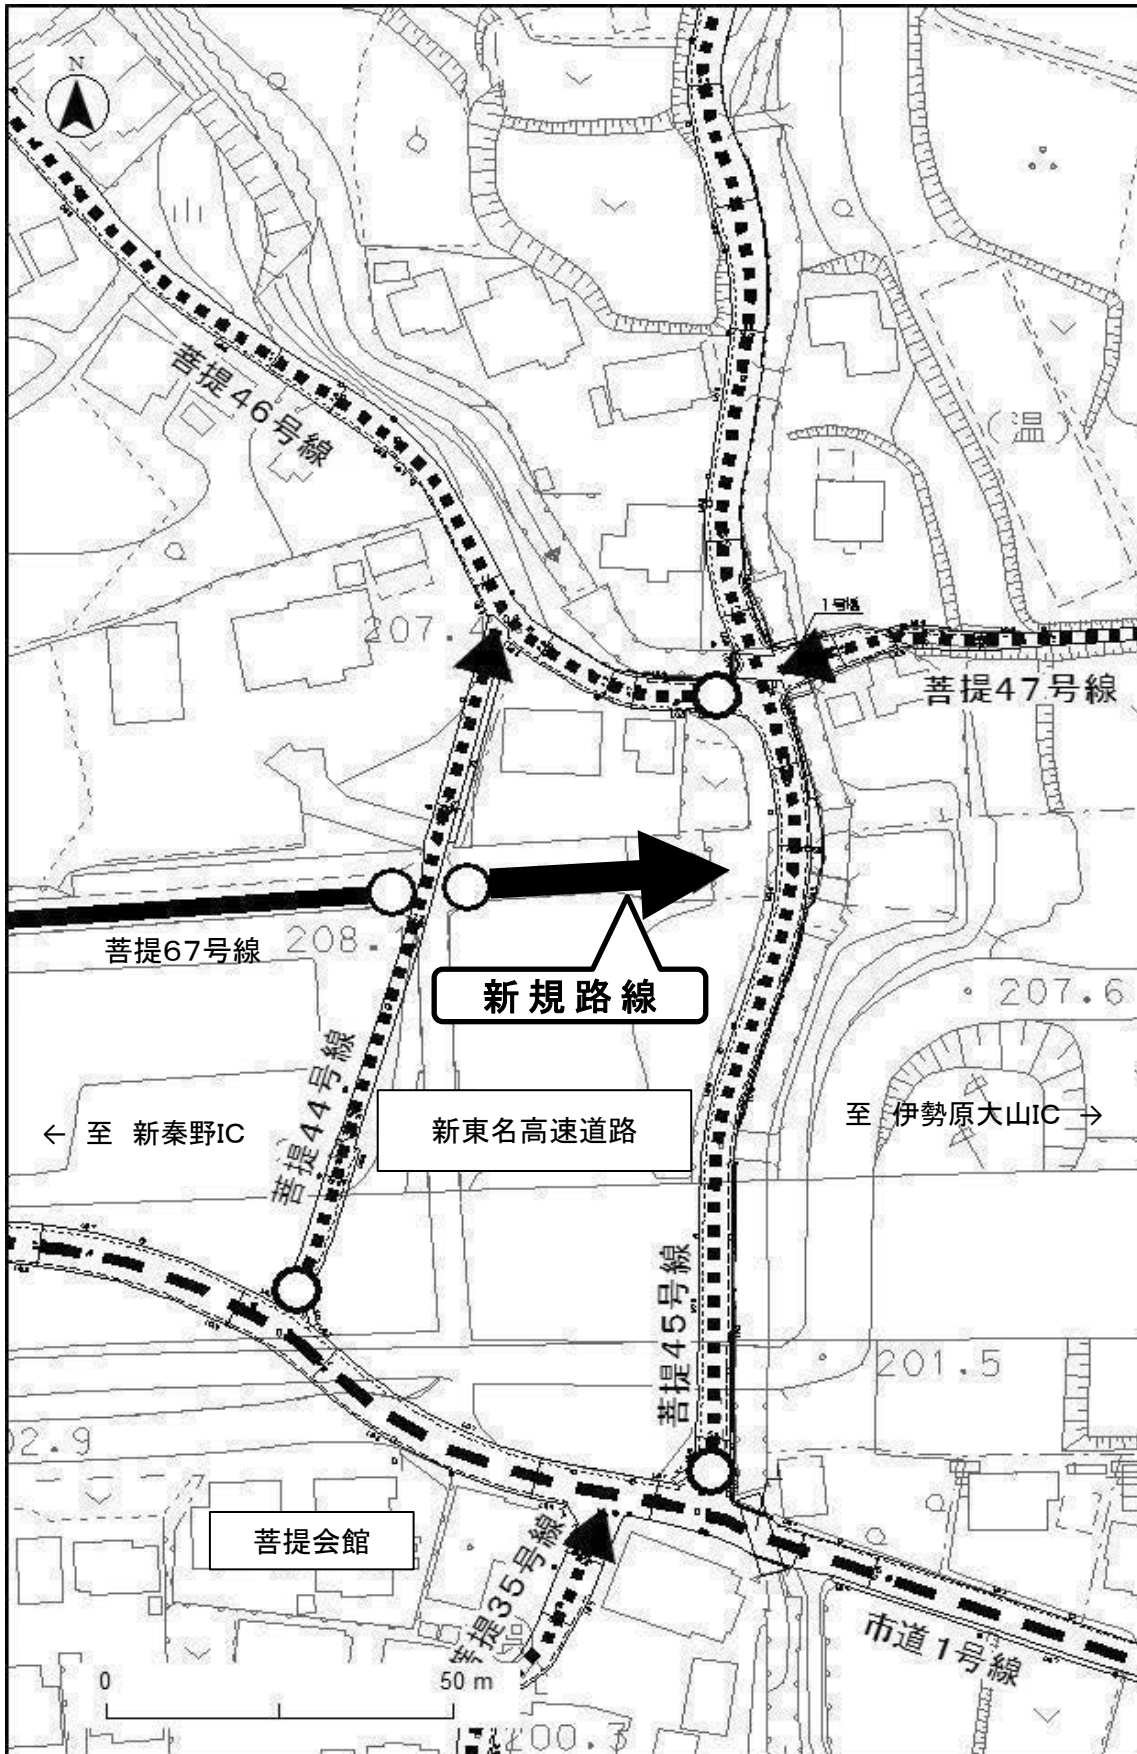 N
菩提46号線
(温)
1号橋
207.4
菩提47号線
菩提67号線
208.1
新規路線
207.6
菩提44号線
← 至 新秦野IC
新東名高速道路
至 伊勢原大山IC →
菩提45号線
201.5
02.9
菩提会館
菩提35号線
市道1号線
0
50 m
200.3